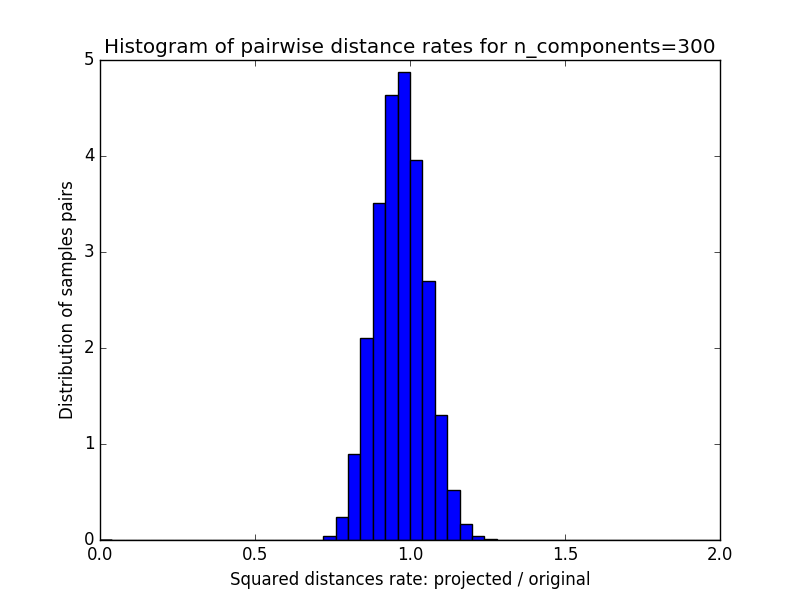 Histogram of pairwise distance rates for n_components=300
5
4
3
2
1
0
0.0 0.5 1.0 1.5 2.0
Distribution of samples pairs
Squared distances rate: projected / original